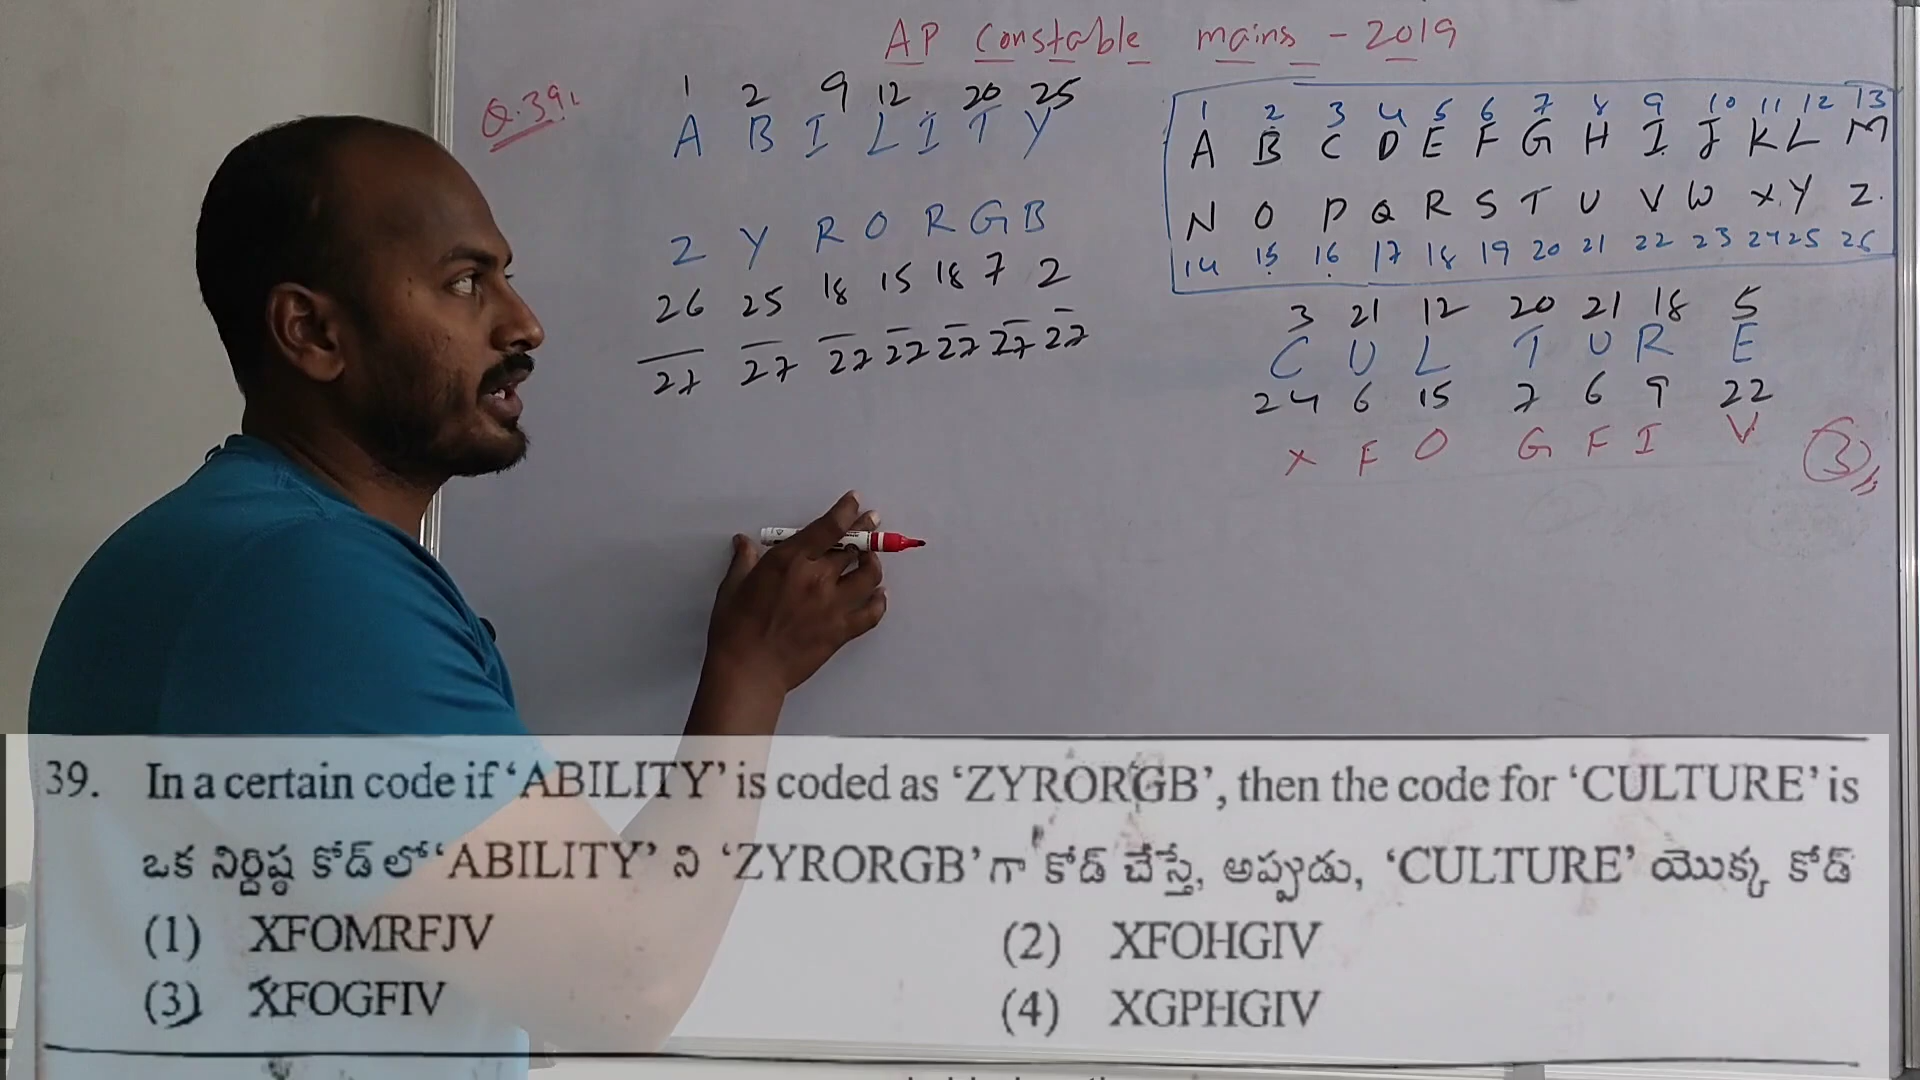 AP Constable mains - 2019
Q.39.
1 2 9 12 20 25
A B I L I T Y
Z Y R O R G B
26 25 18 15 18 7 2
27 27 27 27 27 27 27
1 2 3 4 5 6 7 8 9 10 11 12 13
A B C D E F G H I J K L M
N O P Q R S T U V W X Y Z.
14 15 16 17 18 19 20 21 22 23 24 25 26
3 21 12 20 21 18 5
C U L T U R E
24 6 15 7 6 9 22
X F O G F I V (3)
39. In a certain code if ‘ABILITY’ is coded as ‘ZYRORGB’, then the code for ‘CULTURE’ is
ఒక నిర్దిష్ఠ కోడ్ లో ‘ABILITY’ ని ‘ZYRORGB’ గా కోడ్ చేస్తే, అప్పుడు, ‘CULTURE’ యొక్క కోడ్
(1) XFOMRFJV (2) XFOHGIV
(3) XFOGFIV (4) XGPHGIV